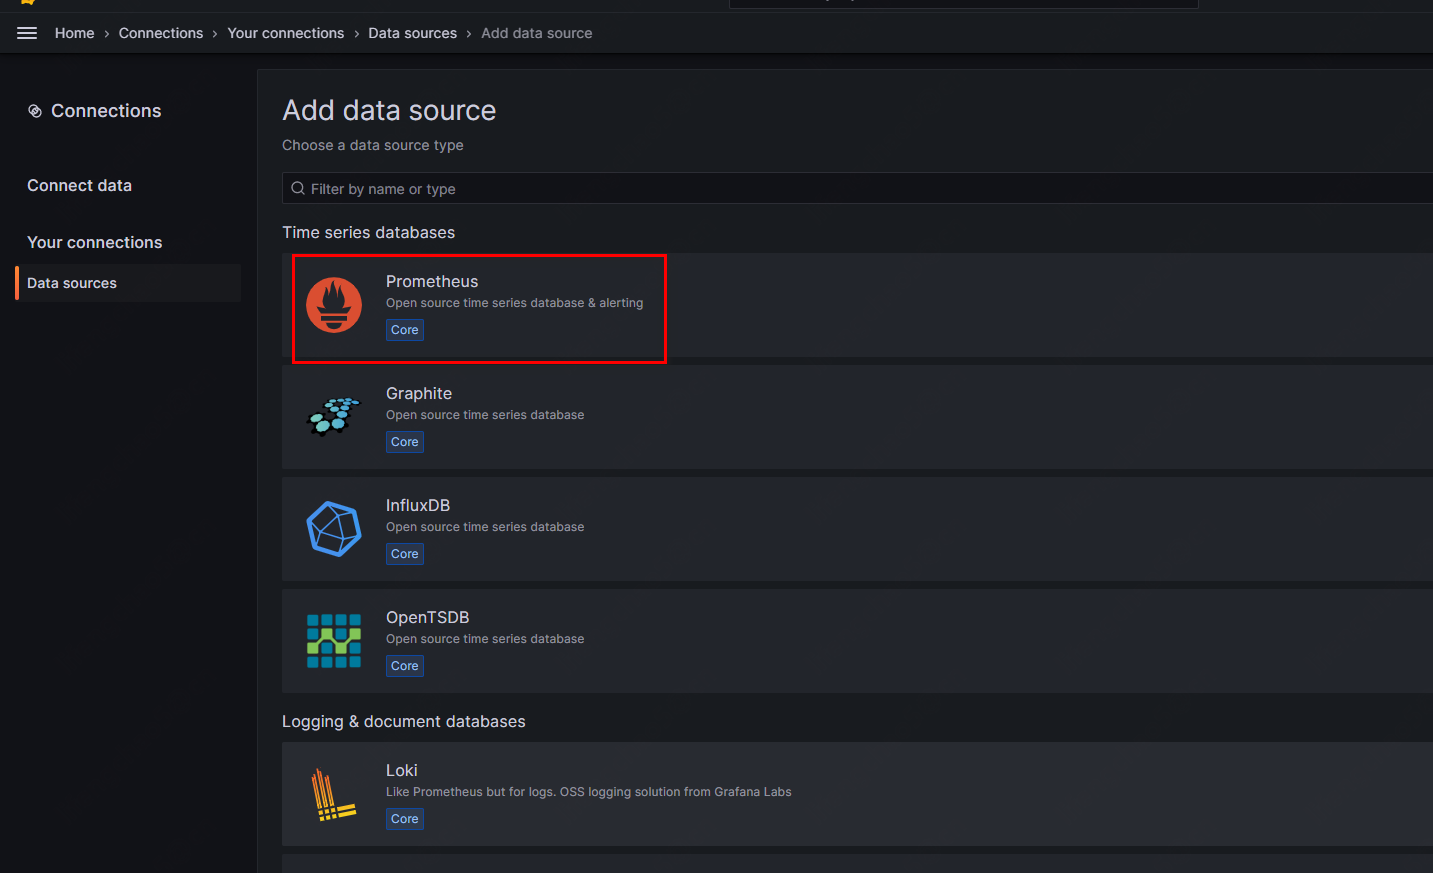 Home › Connections › Your connections › Data sources › Add data source
Connections
Connect data
Your connections
Data sources
Add data source
Choose a data source type
Filter by name or type
Time series databases
Prometheus
Open source time series database & alerting
Core
Graphite
Open source time series database
Core
InfluxDB
Open source time series database
Core
OpenTSDB
Open source time series database
Core
Logging & document databases
Loki
Like Prometheus but for logs. OSS logging solution from Grafana Labs
Core